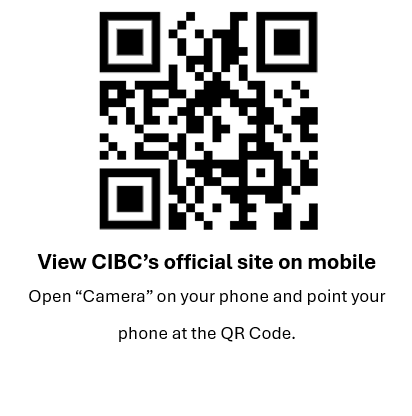 View CIBC’s official site on mobile
Open “Camera” on your phone and point your
phone at the QR Code.